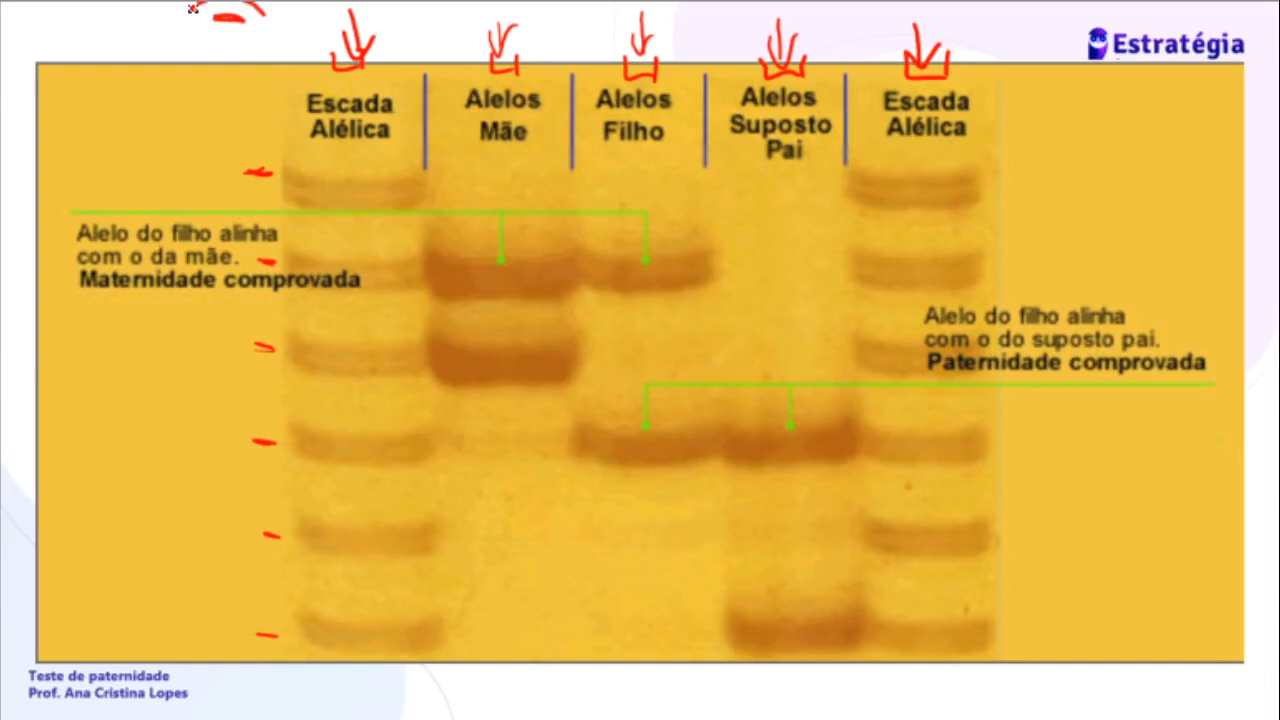 Estratégia
Escada
Alélica
Alelos
Mãe
Alelos
Filho
Alelos
Suposto
Pai
Escada
Alélica
Alelo do filho alinha
com o da mãe.
Maternidade comprovada
Alelo do filho alinha
com o do suposto pai.
Paternidade comprovada
Teste de paternidade
Prof. Ana Cristina Lopes